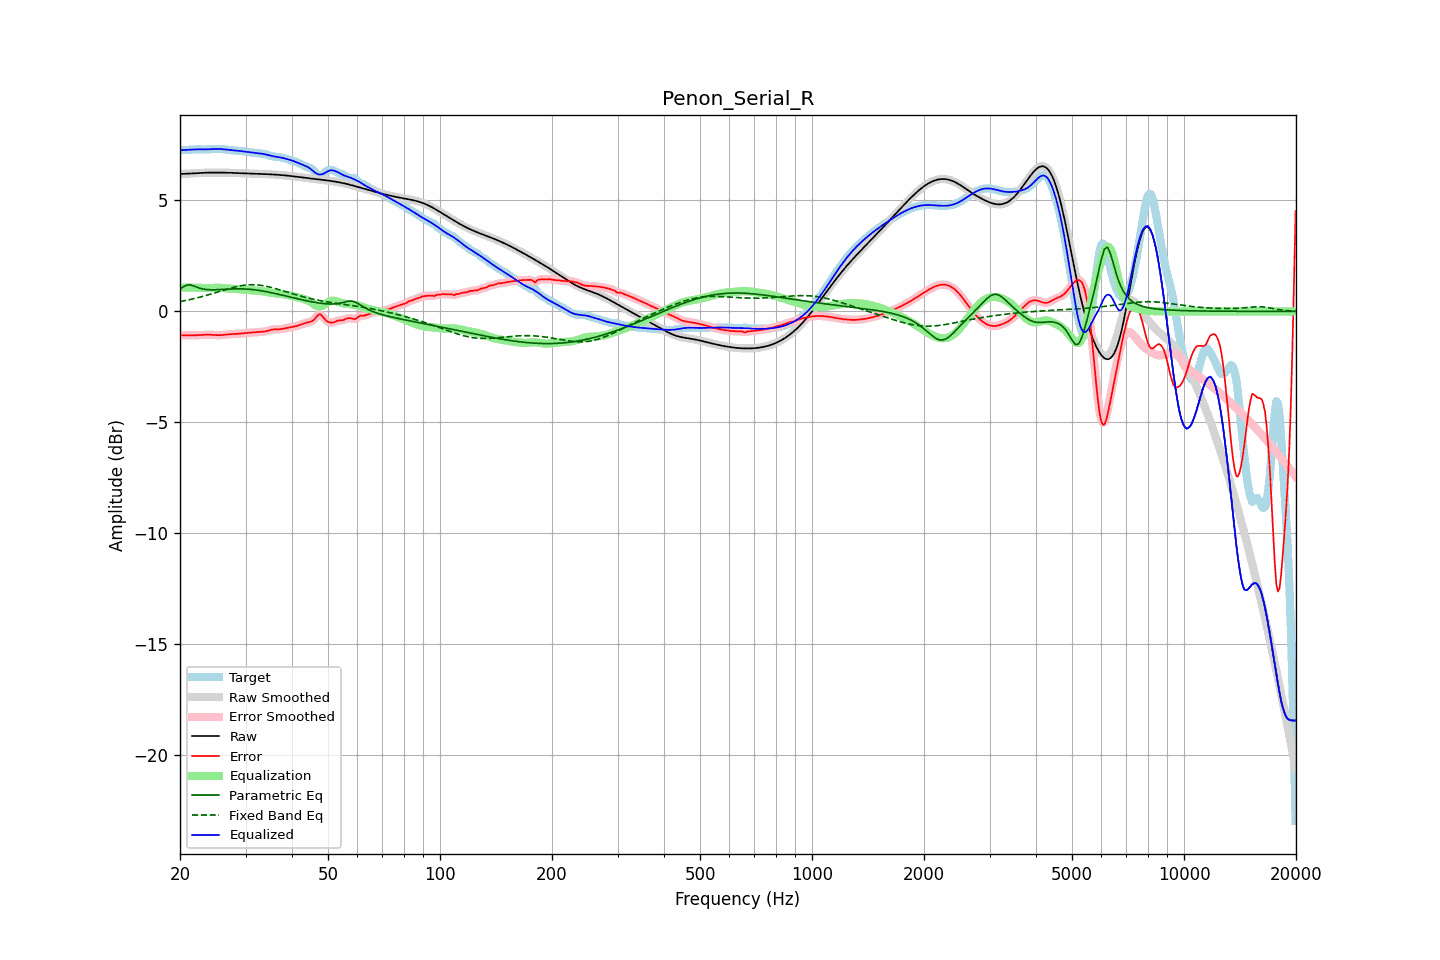 Penon_Serial_R
Amplitude (dBr)
5
0
−5
−10
−15
−20
Target
Raw Smoothed
Error Smoothed
Raw
Error
Equalization
Parametric Eq
Fixed Band Eq
Equalized
20 50 100 200 500 1000 2000 5000 10000 20000
Frequency (Hz)